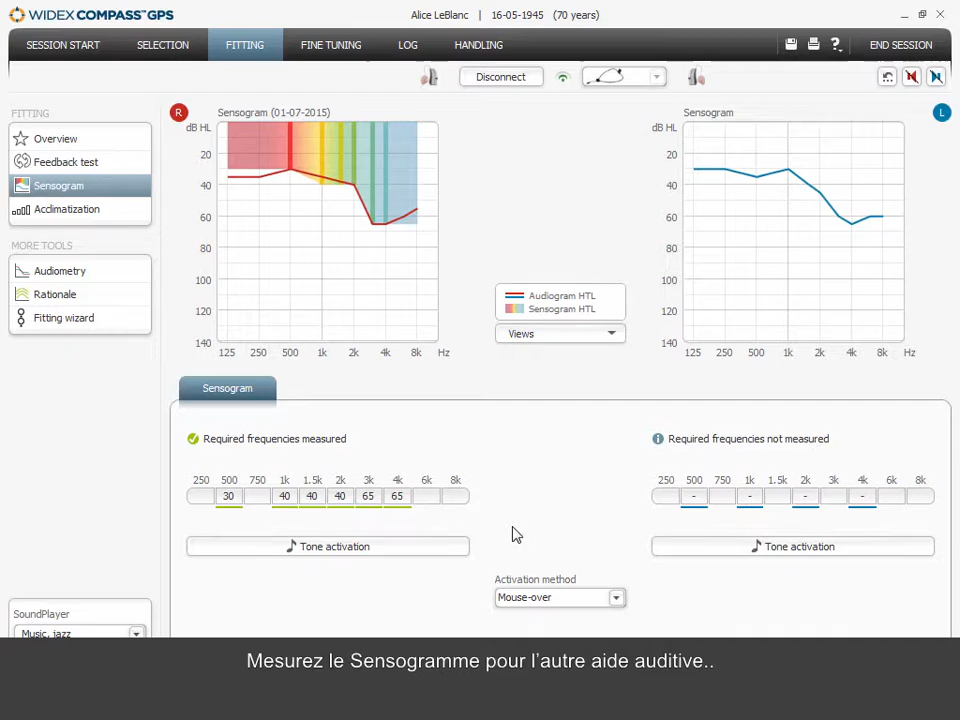 WIDEX COMPASS™ GPS
Alice LeBlanc | 16-05-1945 (70 years)
SESSION START SELECTION FITTING FINE TUNING LOG HANDLING END SESSION
Disconnect
FITTING
Overview
Feedback test
Sensogram
Acclimatization
MORE TOOLS
Audiometry
Rationale
Fitting wizard
SoundPlayer
Music, jazz
R
Sensogram (01-07-2015)
dB HL
20
40
60
80
100
120
140
125 250 500 1k 2k 4k 8k Hz
Audiogram HTL
Sensogram HTL
Views
Sensogram
L
dB HL
20
40
60
80
100
120
140
125 250 500 1k 2k 4k 8k Hz
Sensogram
Required frequencies measured
250 500 750 1k 1.5k 2k 3k 4k 6k 8k
30 40 40 40 65 65
Tone activation
Activation method
Mouse-over
Required frequencies not measured
250 500 750 1k 1.5k 2k 3k 4k 6k 8k
- - - -
Tone activation
Mesurez le Sensogramme pour l’autre aide auditive..